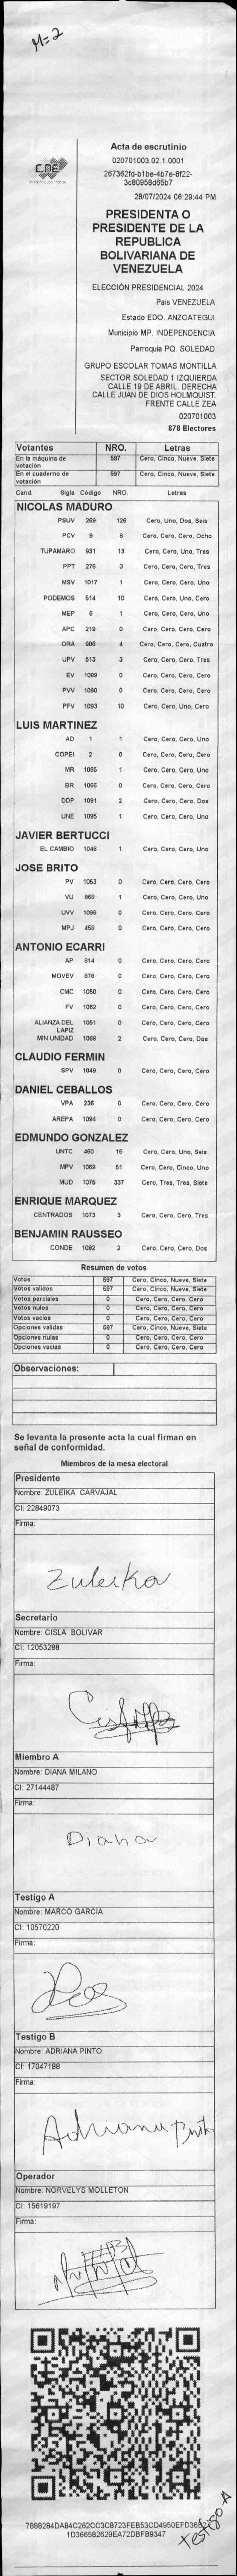 M=2
CNE
Acta de escrutinio
020701003.02.1.0001
267362fd-b1be-4b7e-8f22-
3c80958d65b7
28/07/2024 06:29:44 PM
PRESIDENTA O
PRESIDENTE DE LA
REPUBLICA
BOLIVARIANA DE
VENEZUELA
ELECCIÓN PRESIDENCIAL 2024
Pais VENEZUELA
Estado EDO. ANZOATEGUI
Municipio MP. INDEPENDENCIA
Parroquia PQ. SOLEDAD
GRUPO ESCOLAR TOMAS MONTILLA
SECTOR SOLEDAD 1 IZQUIERDA
CALLE 19 DE ABRIL. DERECHA
CALLE JUAN DE DIOS HOLMQUIST.
FRENTE CALLE ZEA
020701003
878 Electores
Votantes NRO. Letras
En la máquina de votación 597 Cero, Cinco, Nueve, Siete
En el cuaderno de votación 597 Cero, Cinco, Nueve, Siete
Cand. Sigla Código NRO. Letras
NICOLAS MADURO
PSUV 269 126 Cero, Uno, Dos, Seis
PCV 9 8 Cero, Cero, Cero, Ocho
TUPAMARO 931 13 Cero, Cero, Uno, Tres
PPT 276 3 Cero, Cero, Cero, Tres
MSV 1017 1 Cero, Cero, Cero, Uno
PODEMOS 514 10 Cero, Cero, Uno, Cero
MEP 6 1 Cero, Cero, Cero, Uno
APC 219 0 Cero, Cero, Cero, Cero
ORA 906 4 Cero, Cero, Cero, Cuatro
UPV 513 3 Cero, Cero, Cero, Tres
EV 1089 0 Cero, Cero, Cero, Cero
PVV 1090 0 Cero, Cero, Cero, Cero
PFV 1093 10 Cero, Cero, Uno, Cero
LUIS MARTINEZ
AD 1 1 Cero, Cero, Cero, Uno
COPEI 2 0 Cero, Cero, Cero, Cero
MR 1065 1 Cero, Cero, Cero, Uno
BR 1066 0 Cero, Cero, Cero, Cero
DDP 1091 2 Cero, Cero, Cero, Dos
UNE 1095 1 Cero, Cero, Cero, Uno
JAVIER BERTUCCI
EL CAMBIO 1048 1 Cero, Cero, Cero, Uno
JOSE BRITO
PV 1053 0 Cero, Cero, Cero, Cero
VU 968 1 Cero, Cero, Cero, Uno
UVV 1096 0 Cero, Cero, Cero, Cero
MPJ 458 0 Cero, Cero, Cero, Cero
ANTONIO ECARRI
AP 814 0 Cero, Cero, Cero, Cero
MOVEV 878 0 Cero, Cero, Cero, Cero
CMC 1050 0 Cero, Cero, Cero, Cero
FV 1062 0 Cero, Cero, Cero, Cero
ALIANZA DEL LAPIZ 1051 0 Cero, Cero, Cero, Cero
MIN UNIDAD 1068 2 Cero, Cero, Cero, Dos
CLAUDIO FERMIN
SPV 1049 0 Cero, Cero, Cero, Cero
DANIEL CEBALLOS
VPA 236 0 Cero, Cero, Cero, Cero
AREPA 1094 0 Cero, Cero, Cero, Cero
EDMUNDO GONZALEZ
UNTC 460 16 Cero, Cero, Uno, Seis
MPV 1069 51 Cero, Cero, Cinco, Uno
MUD 1075 337 Cero, Tres, Tres, Siete
ENRIQUE MARQUEZ
CENTRADOS 1073 3 Cero, Cero, Cero, Tres
BENJAMIN RAUSSEO
CONDE 1092 2 Cero, Cero, Cero, Dos
Resumen de votos
Votos 597 Cero, Cinco, Nueve, Siete
Votos validos 597 Cero, Cinco, Nueve, Siete
Votos parciales 0 Cero, Cero, Cero, Cero
Votos nulos 0 Cero, Cero, Cero, Cero
Votos vacios 0 Cero, Cero, Cero, Cero
Opciones validas 597 Cero, Cinco, Nueve, Siete
Opciones nulas 0 Cero, Cero, Cero, Cero
Opciones vacias 0 Cero, Cero, Cero, Cero
Observaciones:
Se levanta la presente acta la cual firman en
señal de conformidad.
Miembros de la mesa electoral
Presidente
Nombre: ZULEIKA CARVAJAL
CI: 22849073
Firma:
Zuleika
Secretario
Nombre: CISLA BOLIVAR
CI: 12053288
Firma:
Miembro A
Nombre: DIANA MILANO
CI: 27144487
Firma:
Diana
Testigo A
Nombre: MARCO GARCIA
CI: 10570220
Firma:
Testigo B
Nombre: ADRIANA PINTO
CI: 17047188
Firma:
Adriana Pinto
Operador
Nombre: NORVELYS MOLLETON
CI: 15619197
Firma:
Testigo A